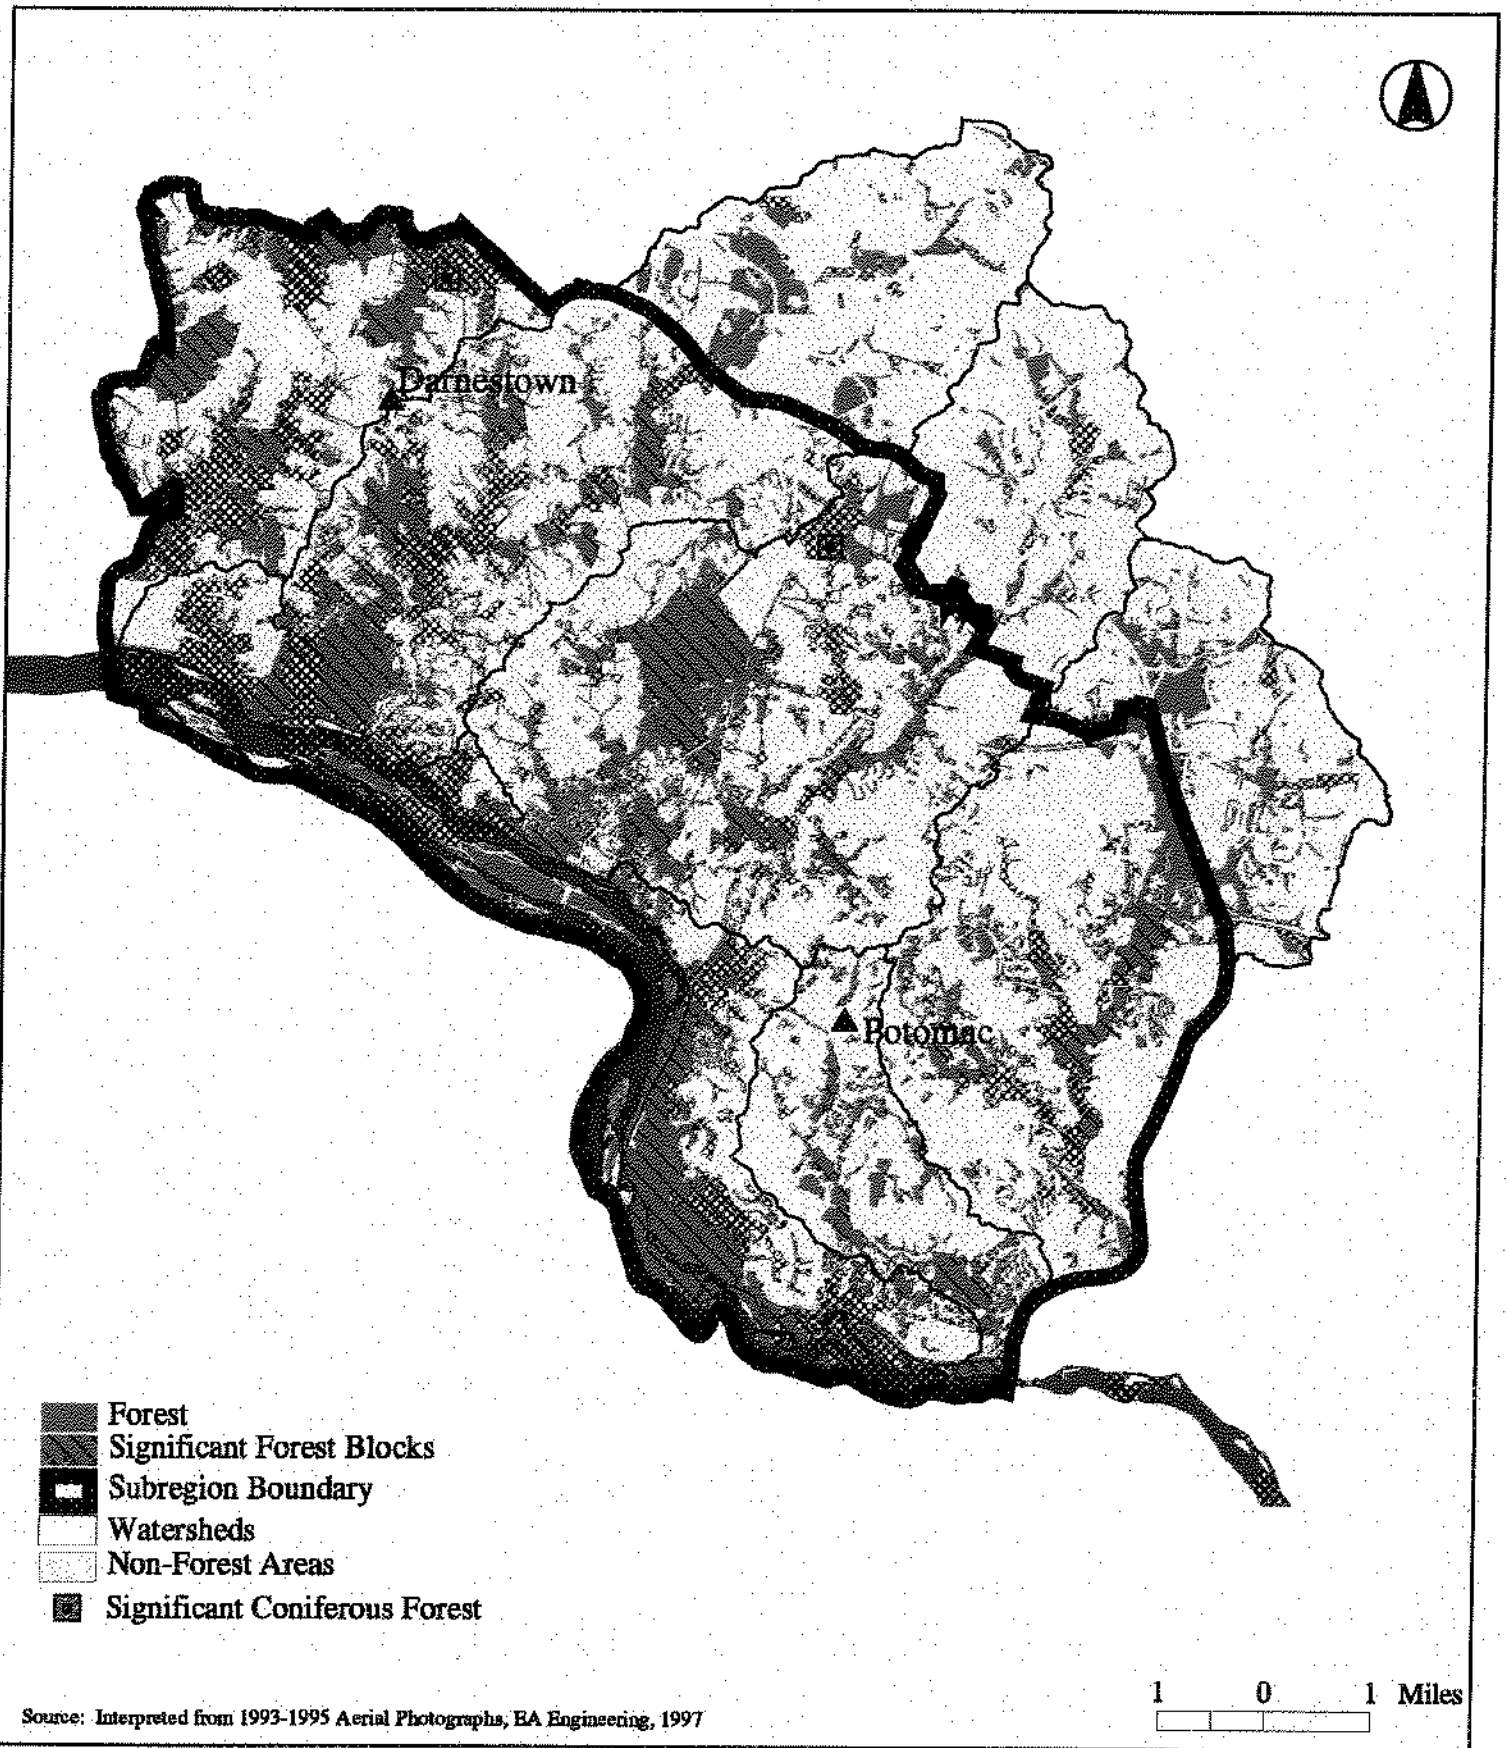 Darnestown
Potomac
Forest
Significant Forest Blocks
Subregion Boundary
Watersheds
Non-Forest Areas
Significant Coniferous Forest
1 0 1 Miles
Source: Interpreted from 1993-1995 Aerial Photographs, EA Engineering, 1997